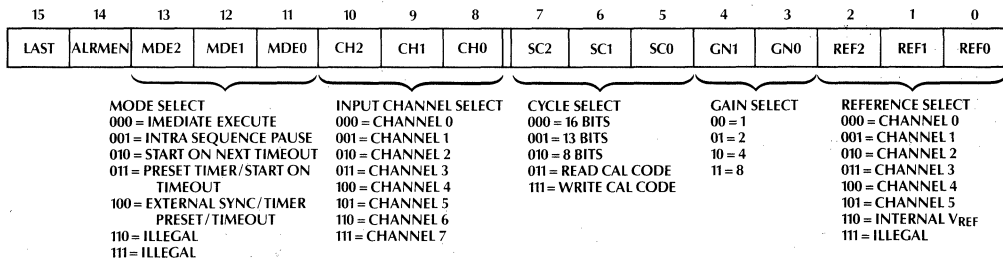 15 14 13 12 11 10 9 8 7 6 5 4 3 2 1 0
LAST ALRMEN MDE2 MDE1 MDE0 CH2 CH1 CH0 SC2 SC1 SC0 GN1 GN0 REF2 REF1 REF0
MODE SELECT
000 = IMEDIATE EXECUTE
001 = INTRA SEQUENCE PAUSE
010 = START ON NEXT TIMEOUT
011 = PRESET TIMER/START ON
TIMEOUT
100 = EXTERNAL SYNC/TIMER
PRESET/TIMEOUT
110 = ILLEGAL
111 = ILLEGAL
INPUT CHANNEL SELECT
000 = CHANNEL 0
001 = CHANNEL 1
010 = CHANNEL 2
011 = CHANNEL 3
100 = CHANNEL 4
101 = CHANNEL 5
110 = CHANNEL 6
111 = CHANNEL 7
CYCLE SELECT
000 = 16 BITS
001 = 13 BITS
010 = 8 BITS
011 = READ CAL CODE
111 = WRITE CAL CODE
GAIN SELECT
00 = 1
01 = 2
10 = 4
11 = 8
REFERENCE SELECT
000 = CHANNEL 0
001 = CHANNEL 1
010 = CHANNEL 2
011 = CHANNEL 3
100 = CHANNEL 4
101 = CHANNEL 5
110 = INTERNAL VREF
111 = ILLEGAL